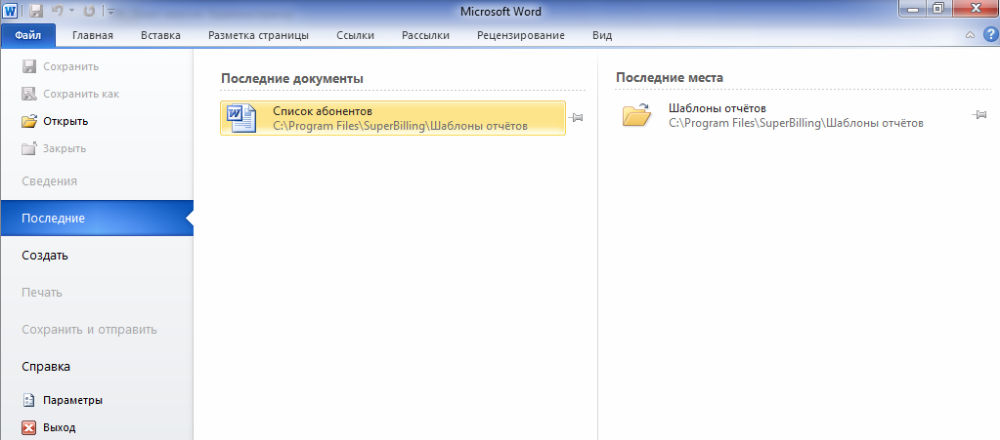 Microsoft Word
Файл Главная Вставка Разметка страницы Ссылки Рассылки Рецензирование Вид
Сохранить
Сохранить как
Открыть
Закрыть
Сведения
Последние
Создать
Печать
Сохранить и отправить
Справка
Параметры
Выход
Последние документы
Список абонентов
C:\Program Files\SuperBilling\Шаблоны отчётов
Последние места
Шаблоны отчётов
C:\Program Files\SuperBilling\Шаблоны отчётов